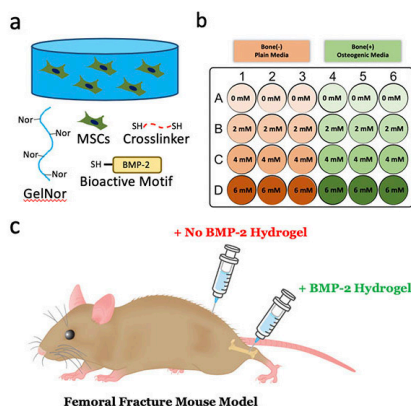 a
Nor
Nor
Nor
Nor
GelNor
MSCs
SH SH
Crosslinker
SH BMP-2
Bioactive Motif
b
Bone(-)
Plain Media
Bone(+)
Osteogenic Media
1 2 3 4 5 6
A 0 mM 0 mM 0 mM 0 mM 0 mM 0 mM
B 2 mM 2 mM 2 mM 2 mM 2 mM 2 mM
C 4 mM 4 mM 4 mM 4 mM 4 mM 4 mM
D 6 mM 6 mM 6 mM 6 mM 6 mM 6 mM
c
+ No BMP-2 Hydrogel
+ BMP-2 Hydrogel
Femoral Fracture Mouse Model